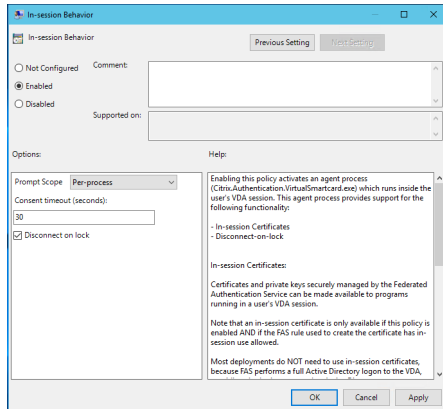 In-session Behavior
In-session Behavior
Previous Setting
Next Setting
Not Configured
Comment:
Enabled
Disabled
Supported on:
Options:
Help:
Prompt Scope Per-process
Consent timeout (seconds):
30
Disconnect on lock
Enabling this policy activates an agent process
(Citrix.Authentication.VirtualSmartcard.exe) which runs inside the
user's VDA session. This agent process provides support for the
following functionality:
- In-session Certificates
- Disconnect-on-lock
In-session Certificates:
Certificates and private keys securely managed by the Federated
Authentication Service can be made available to programs
running in a user's VDA session.
Note that an in-session certificate is only available if this policy is
enabled AND if the FAS rule used to create the certificate has in-
session use allowed.
Most deployments do NOT need to use in-session certificates,
because FAS performs a full Active Directory logon to the VDA,
OK
Cancel
Apply